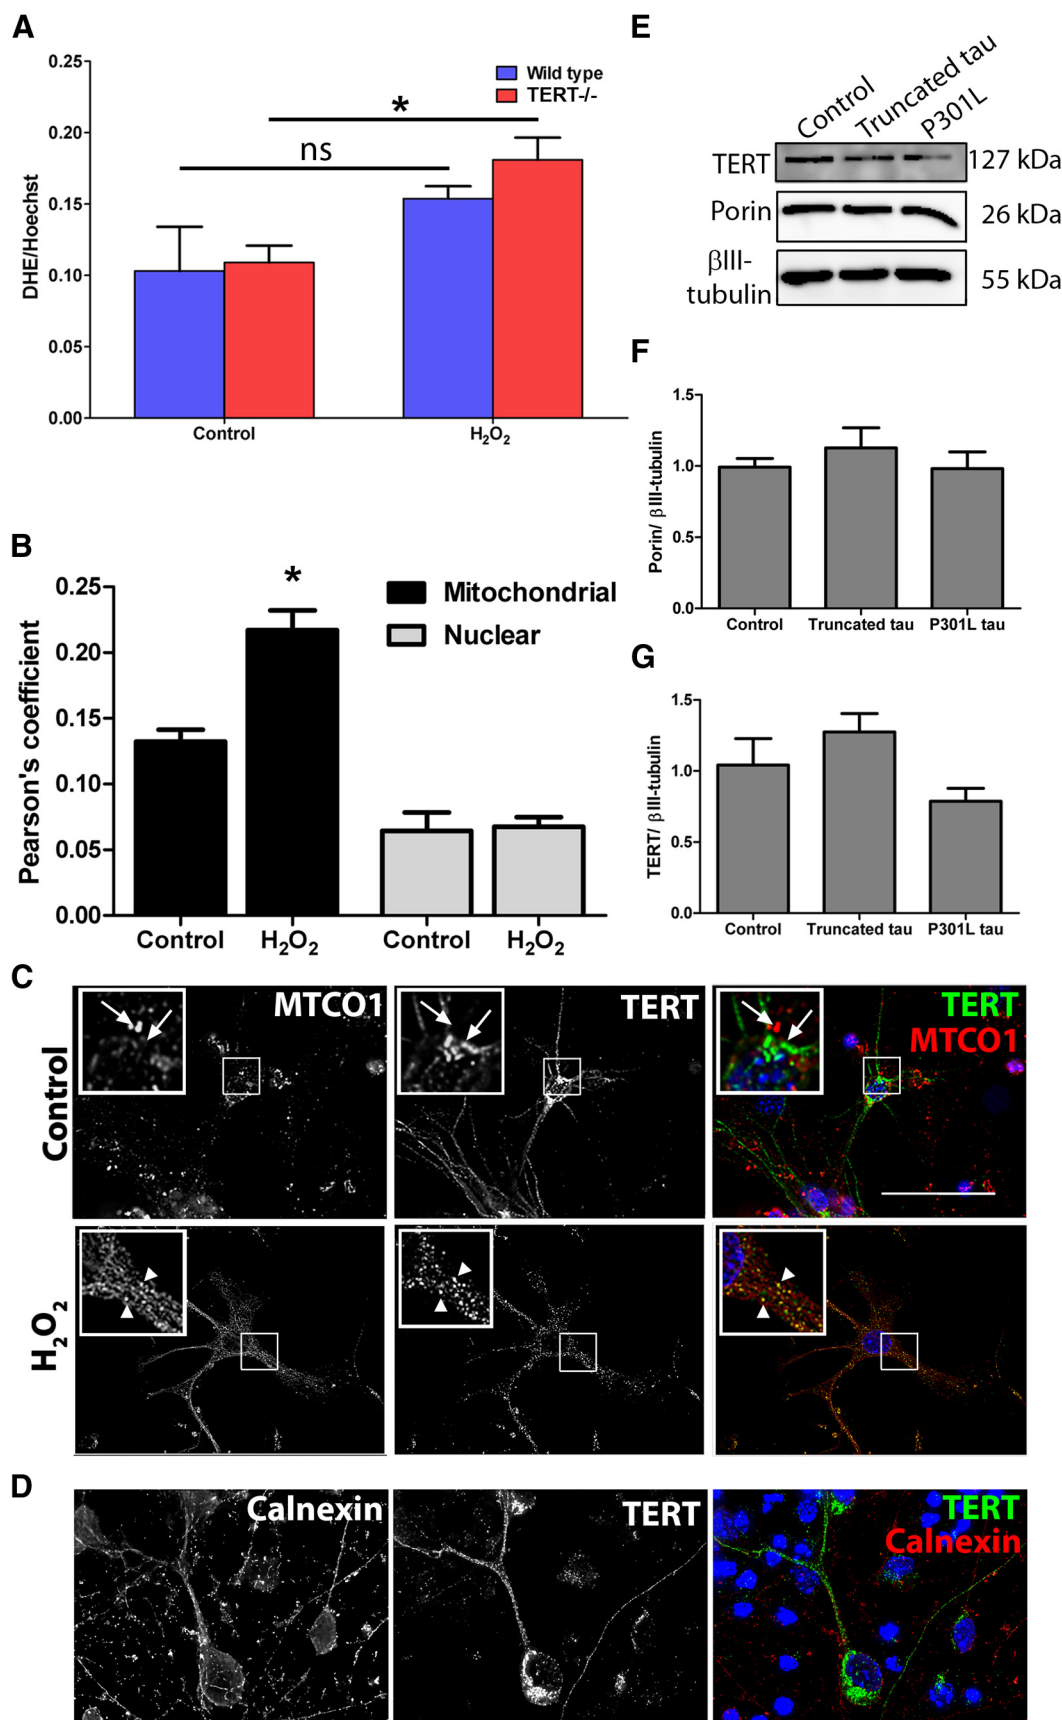 A
DHE/Hoechst
0.25
0.20
0.15
0.10
0.05
0.00
Wild type
TERT-/-
*
ns
Control
H₂O₂
B
Pearson's coefficient
0.25
0.20
0.15
0.10
0.05
0.00
*
Mitochondrial
Nuclear
Control
H₂O₂
Control
H₂O₂
E
Control
Truncated tau
P301L
TERT
127 kDa
Porin
26 kDa
βIII-
tubulin
55 kDa
F
Porin/ βIII-tubulin
1.5
1.0
0.5
0.0
Control
Truncated tau
P301L tau
G
TERT/ βIII-tubulin
1.5
1.0
0.5
0.0
Control
Truncated tau
P301L tau
C
Control
MTCO1
TERT
TERT
MTCO1
H₂O₂
D
Calnexin
TERT
TERT
Calnexin